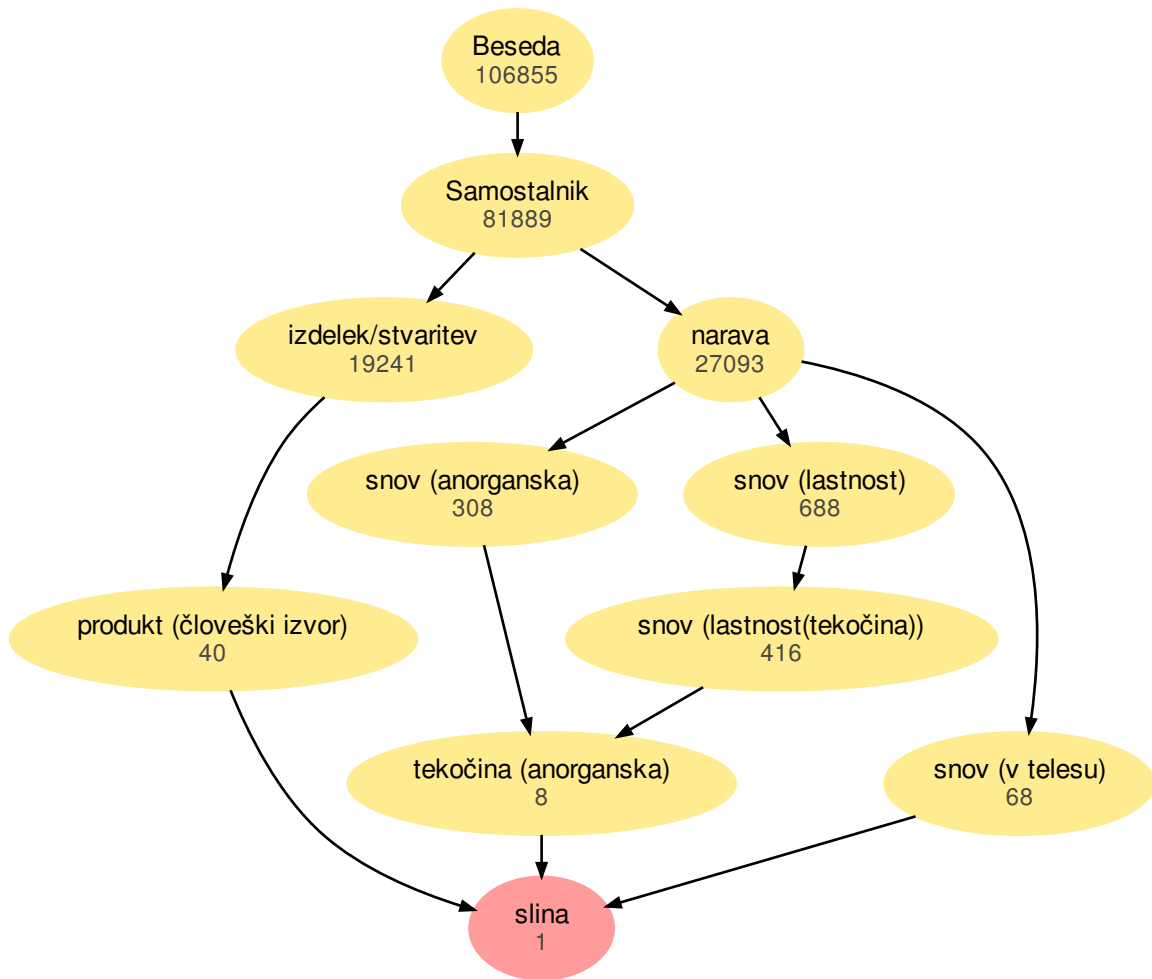 Beseda
106855
Samostalnik
81889
izdelek/stvaritev
19241
narava
27093
snov (anorganska)
308
snov (lastnost)
688
produkt (človeški izvor)
40
snov (lastnost(tekočina))
416
tekočina (anorganska)
8
snov (v telesu)
68
slina
1